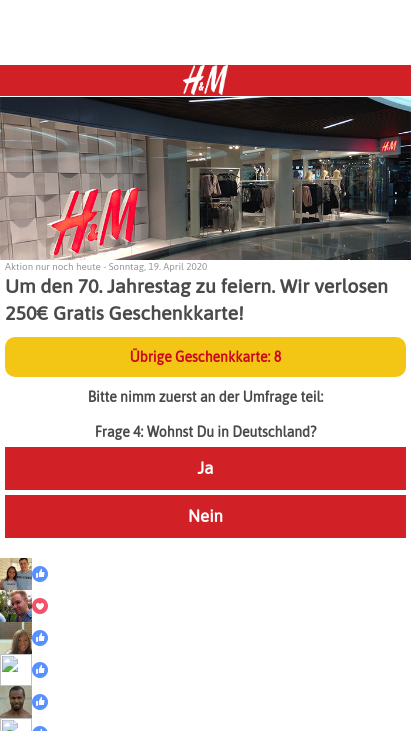 H&M
H&M
H&M
Aktion nur noch heute - Sonntag, 19. April 2020
Um den 70. Jahrestag zu feiern. Wir verlosen
250€ Gratis Geschenkkarte!
Übrige Geschenkkarte: 8
Bitte nimm zuerst an der Umfrage teil:
Frage 4: Wohnst Du in Deutschland?
Ja
Nein